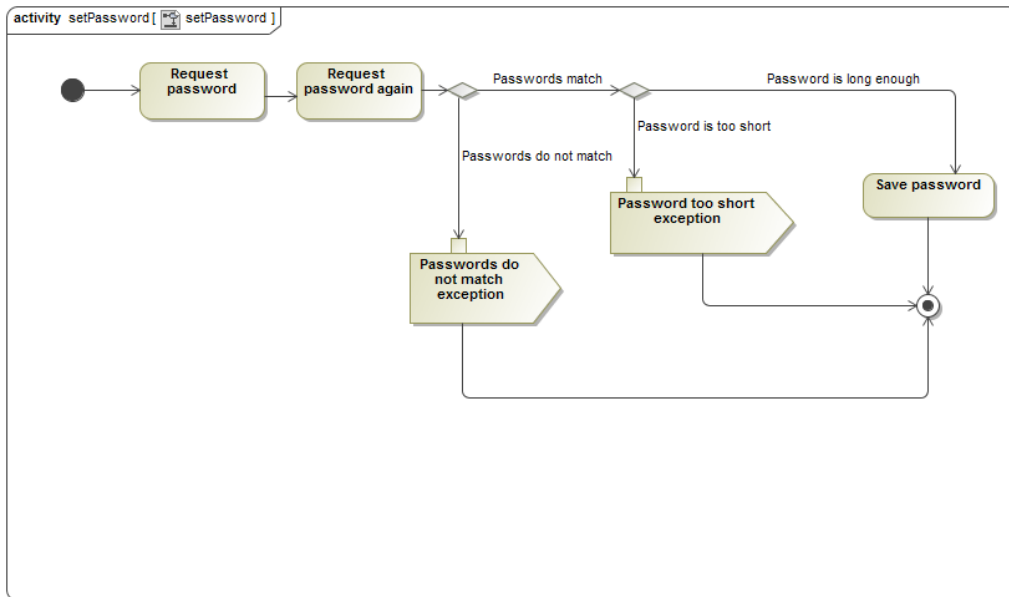 activity setPassword [ setPassword ]
Request
password
Request
password again
Passwords match
Password is long enough
Password is too short
Passwords do not match
Password too short
exception
Save password
Passwords do
not match
exception